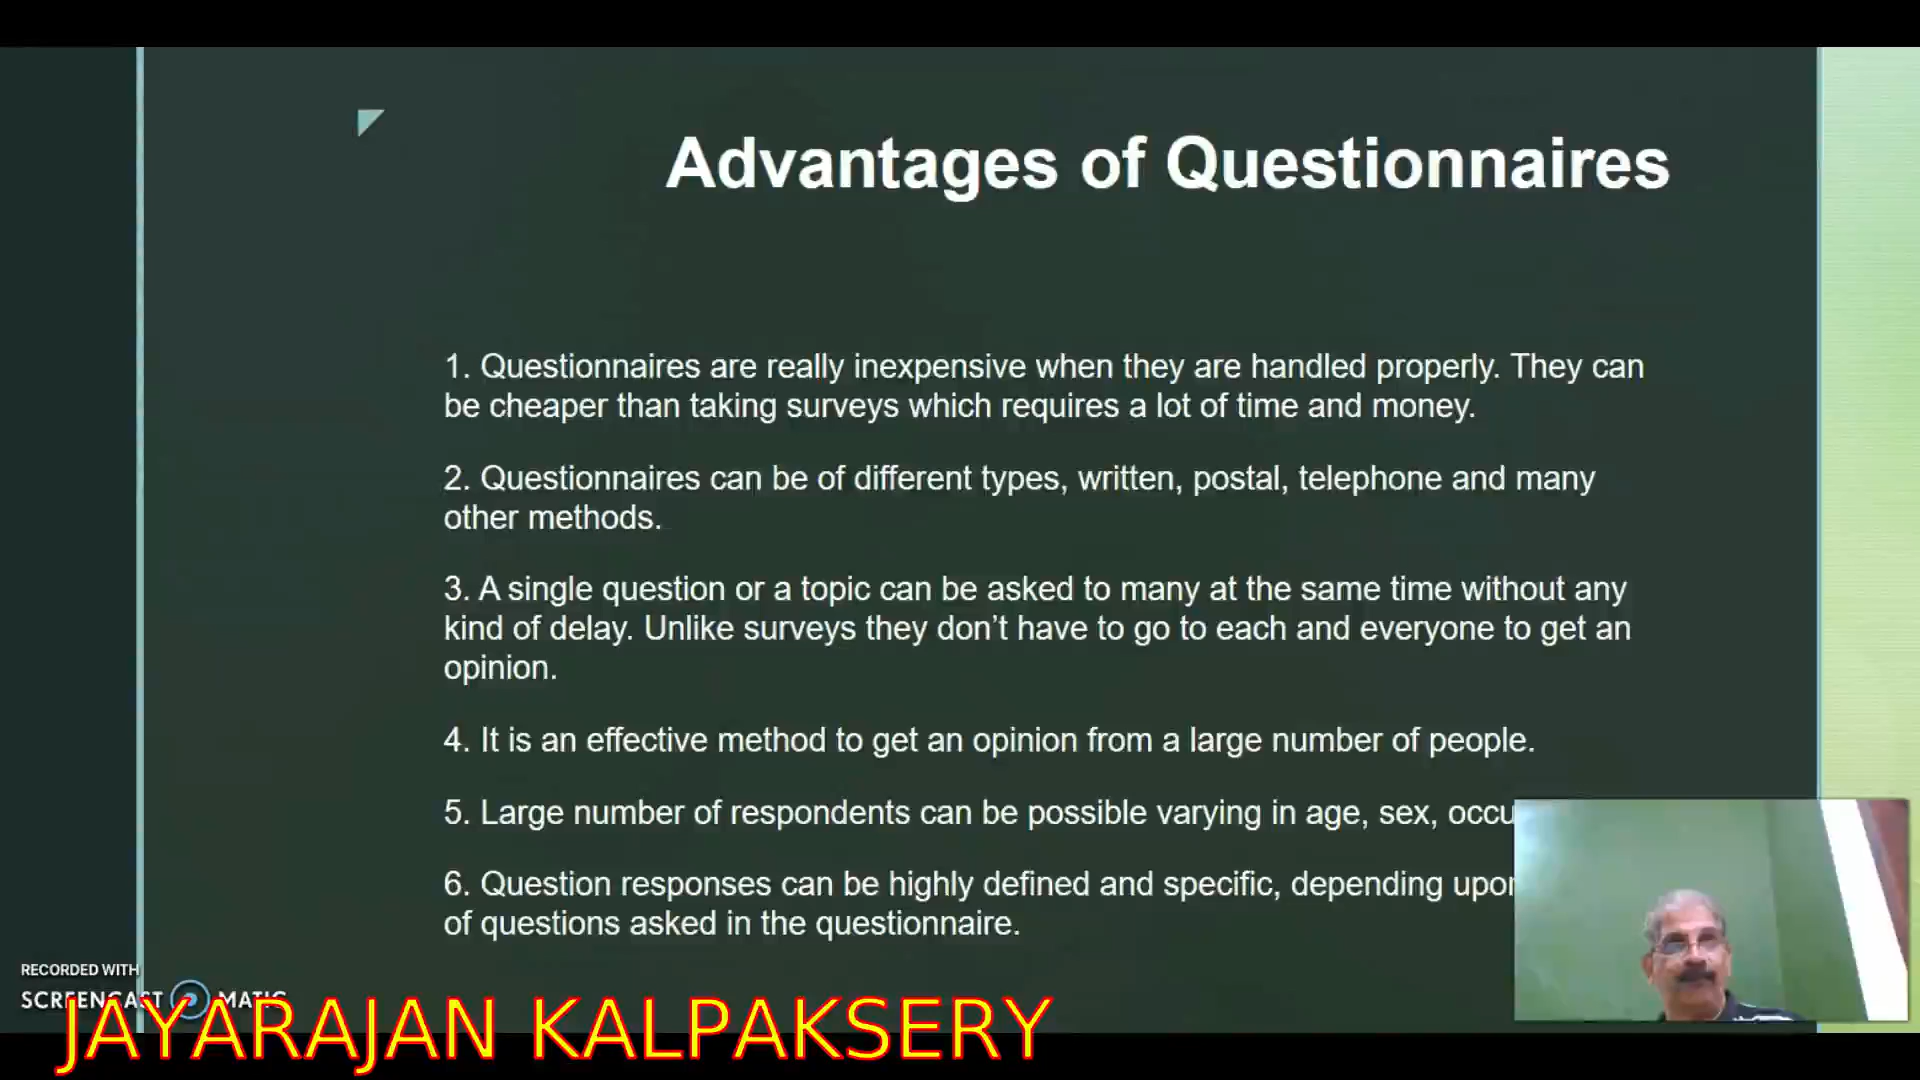 Advantages of Questionnaires
1. Questionnaires are really inexpensive when they are handled properly. They can
be cheaper than taking surveys which requires a lot of time and money.
2. Questionnaires can be of different types, written, postal, telephone and many
other methods.
3. A single question or a topic can be asked to many at the same time without any
kind of delay. Unlike surveys they don’t have to go to each and everyone to get an
opinion.
4. It is an effective method to get an opinion from a large number of people.
5. Large number of respondents can be possible varying in age, sex,
6. Question responses can be highly defined and specific, depending
of questions asked in the questionnaire.
RECORDED WITH
SCREENCAST MATIC
JAYARAJAN KALPAKSERY